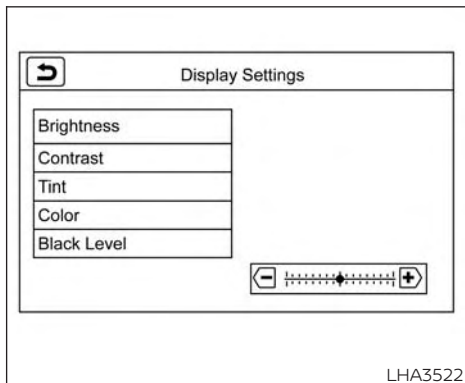 Display Settings
Brightness
Contrast
Tint
Color
Black Level
LHA3522